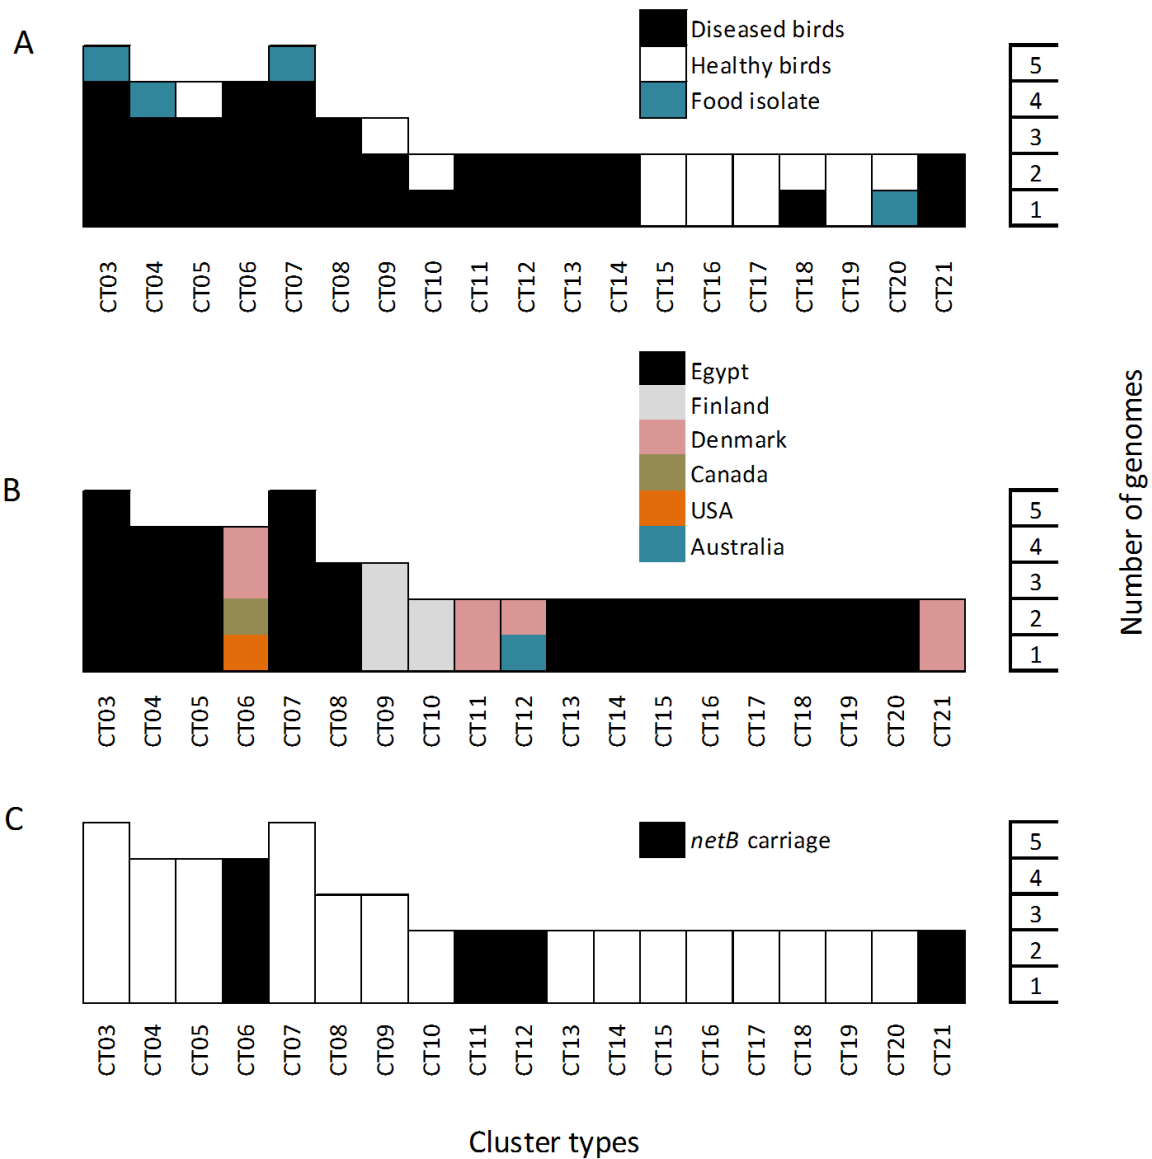 A
Diseased birds
Healthy birds
Food isolate
5
4
3
2
1
CT03 CT04 CT05 CT06 CT07 CT08 CT09 CT10 CT11 CT12 CT13 CT14 CT15 CT16 CT17 CT18 CT19 CT20 CT21
B
Egypt
Finland
Denmark
Canada
USA
Australia
5
4
3
2
1
Number of genomes
CT03 CT04 CT05 CT06 CT07 CT08 CT09 CT10 CT11 CT12 CT13 CT14 CT15 CT16 CT17 CT18 CT19 CT20 CT21
C
netB carriage
5
4
3
2
1
CT03 CT04 CT05 CT06 CT07 CT08 CT09 CT10 CT11 CT12 CT13 CT14 CT15 CT16 CT17 CT18 CT19 CT20 CT21
Cluster types